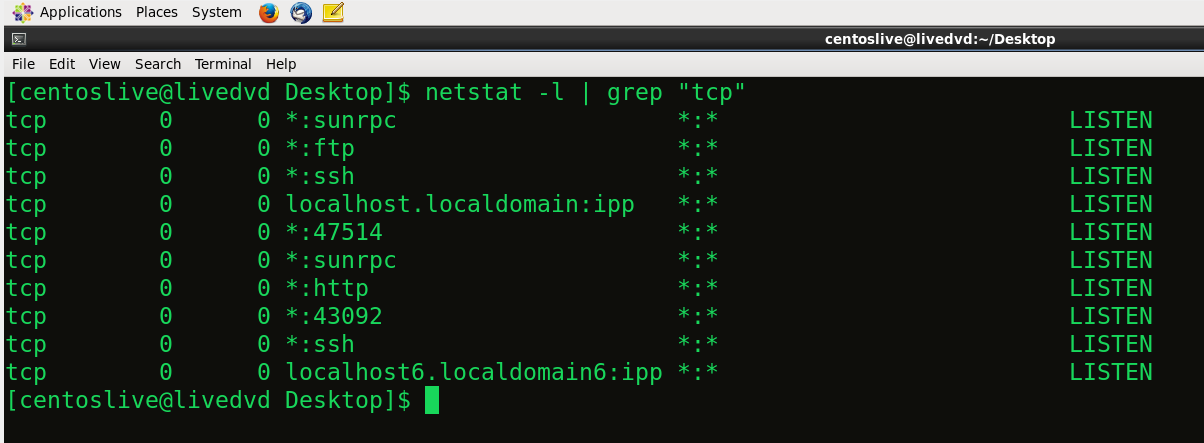 Applications Places System
centoslive@livedvd:~/Desktop
File Edit View Search Terminal Help
[centoslive@livedvd Desktop]$ netstat -l | grep "tcp"
tcp        0      0 *:sunrpc                    *:*                         LISTEN
tcp        0      0 *:ftp                       *:*                         LISTEN
tcp        0      0 *:ssh                       *:*                         LISTEN
tcp        0      0 localhost.localdomain:ipp   *:*                         LISTEN
tcp        0      0 *:47514                     *:*                         LISTEN
tcp        0      0 *:sunrpc                    *:*                         LISTEN
tcp        0      0 *:http                      *:*                         LISTEN
tcp        0      0 *:43092                     *:*                         LISTEN
tcp        0      0 *:ssh                       *:*                         LISTEN
tcp        0      0 localhost6.localdomain6:ipp *:*                         LISTEN
[centoslive@livedvd Desktop]$